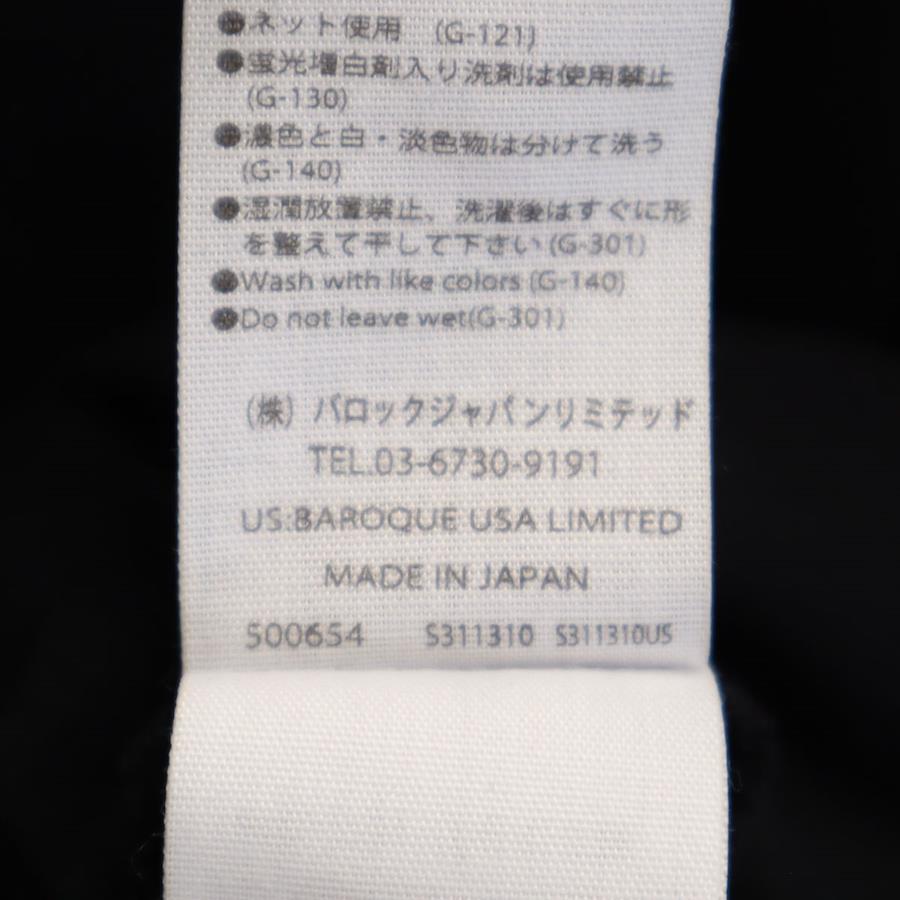 ●ネット使用 (G-121)
●蛍光増白剤入り洗剤は使用禁止
(G-130)
●濃色と白・淡色物は分けて洗う
(G-140)
●湿潤放置禁止、洗濯後はすぐに形
を整えて干して下さい(G-301)
●Wash with like colors (G-140)
●Do not leave wet(G-301)
(株) バロックジャパンリミテッド
TEL.03-6730-9191
US:BAROQUE USA LIMITED
MADE IN JAPAN
500654 S311310 S311310US